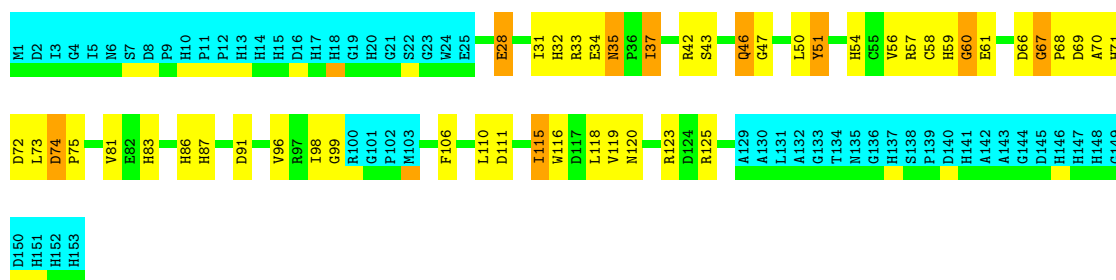 M1 D2 I3 G4 I5 N6 S7 D8 P9 H10 P11 P12 H13 H14 H15 D16 H17 H18 G19 H20 G21 S22 G23 W24 E25 E28 I31 H32 R33 E34 N35 P36 I37 R42 S43 Q46 G47 L50 Y51 H54 C55 V56 R57 C58 H59 G60 E61 D66 G67 P68 D69 A70 H71
D72 L73 D74 P75 V81 E82 H83 H86 H87 D91 V96 R97 I98 G99 R100 G101 P102 M103 F106 L110 D111 I115 W116 D117 L118 V119 N120 R123 D124 R125 A129 A130 L131 A132 G133 T134 N135 G136 H137 S138 P139 D140 H141 A142 A143 G144 D145 H146 H147 H148 G149
D150 H151 H152 H153